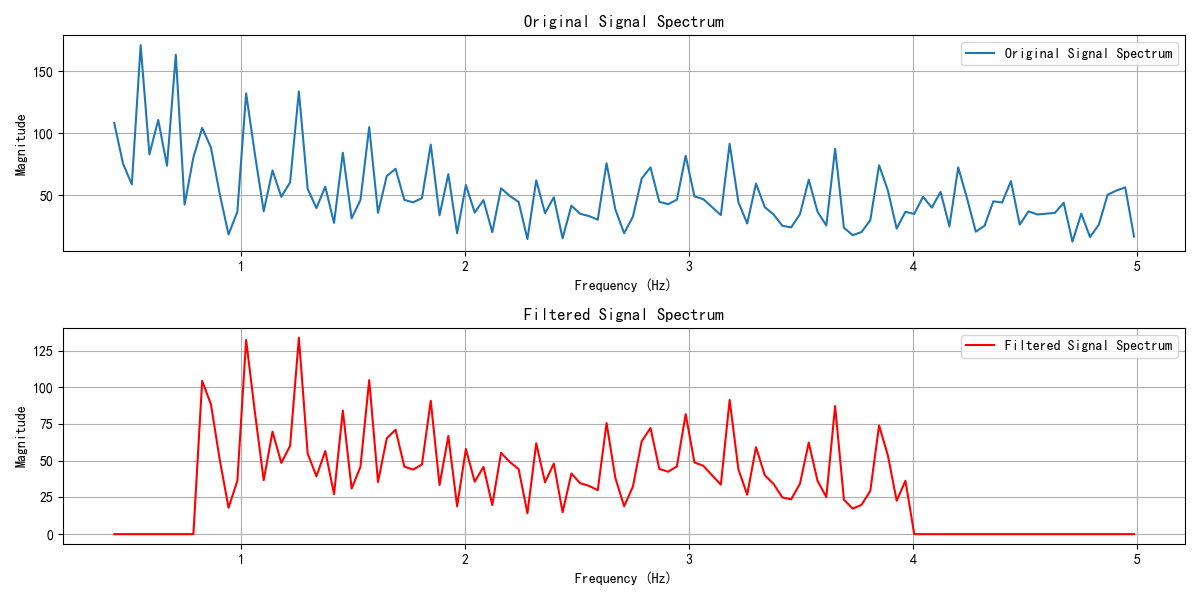 Original Signal Spectrum
Original Signal Spectrum
150
100
50
Magnitude
1
2
3
4
5
Frequency (Hz)
Filtered Signal Spectrum
Filtered Signal Spectrum
125
100
75
50
25
0
Magnitude
1
2
3
4
5
Frequency (Hz)